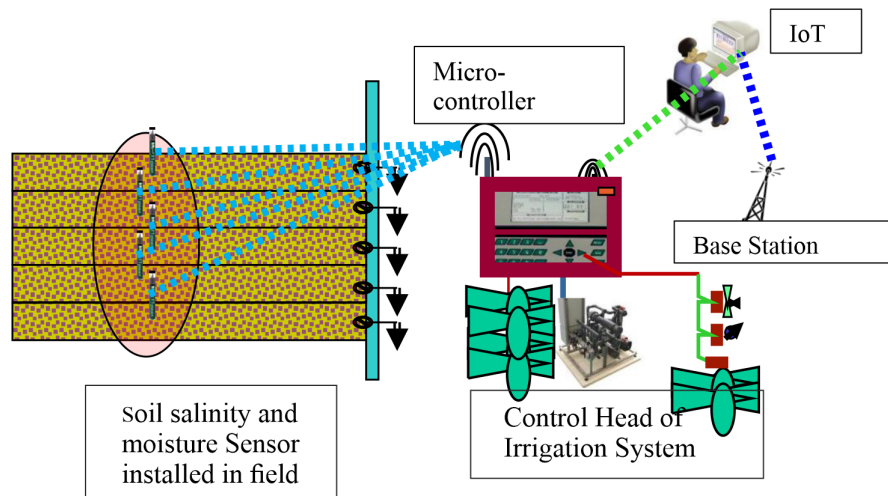 IoT
Micro-
controller
Base Station
Soil salinity and
moisture Sensor
installed in field
Control Head of
Irrigation System